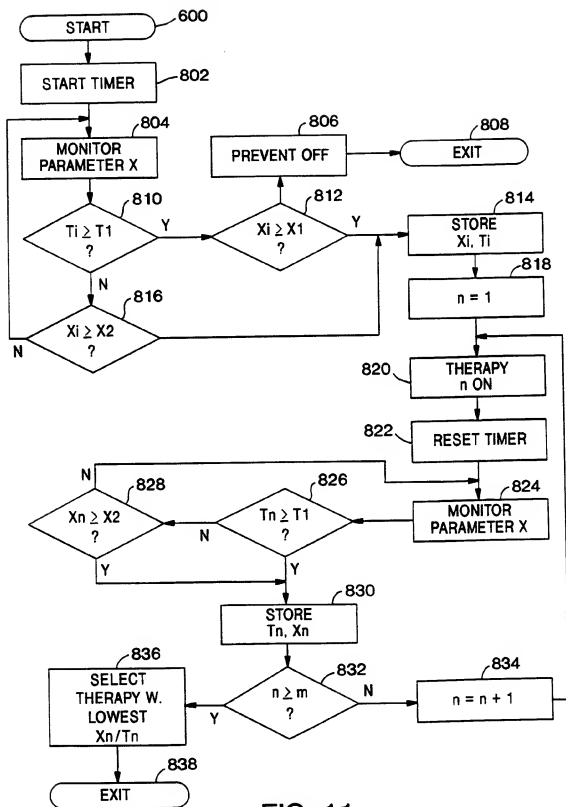 START
600
START TIMER
802
804
MONITOR
PARAMETER X
806
PREVENT OFF
808
EXIT
810
Ti ≥ T1
?
Y
N
812
Xi ≥ X1
?
Y
814
STORE
Xi, Ti
816
Xi ≥ X2
?
N
818
n = 1
820
THERAPY
n ON
822
RESET TIMER
824
MONITOR
PARAMETER X
826
Tn ≥ T1
?
N
Y
828
Xn ≥ X2
?
N
Y
830
STORE
Tn, Xn
832
n ≥ m
?
N
Y
834
n = n + 1
836
SELECT
THERAPY W.
LOWEST
Xn/Tn
838
EXIT
FIG. 11